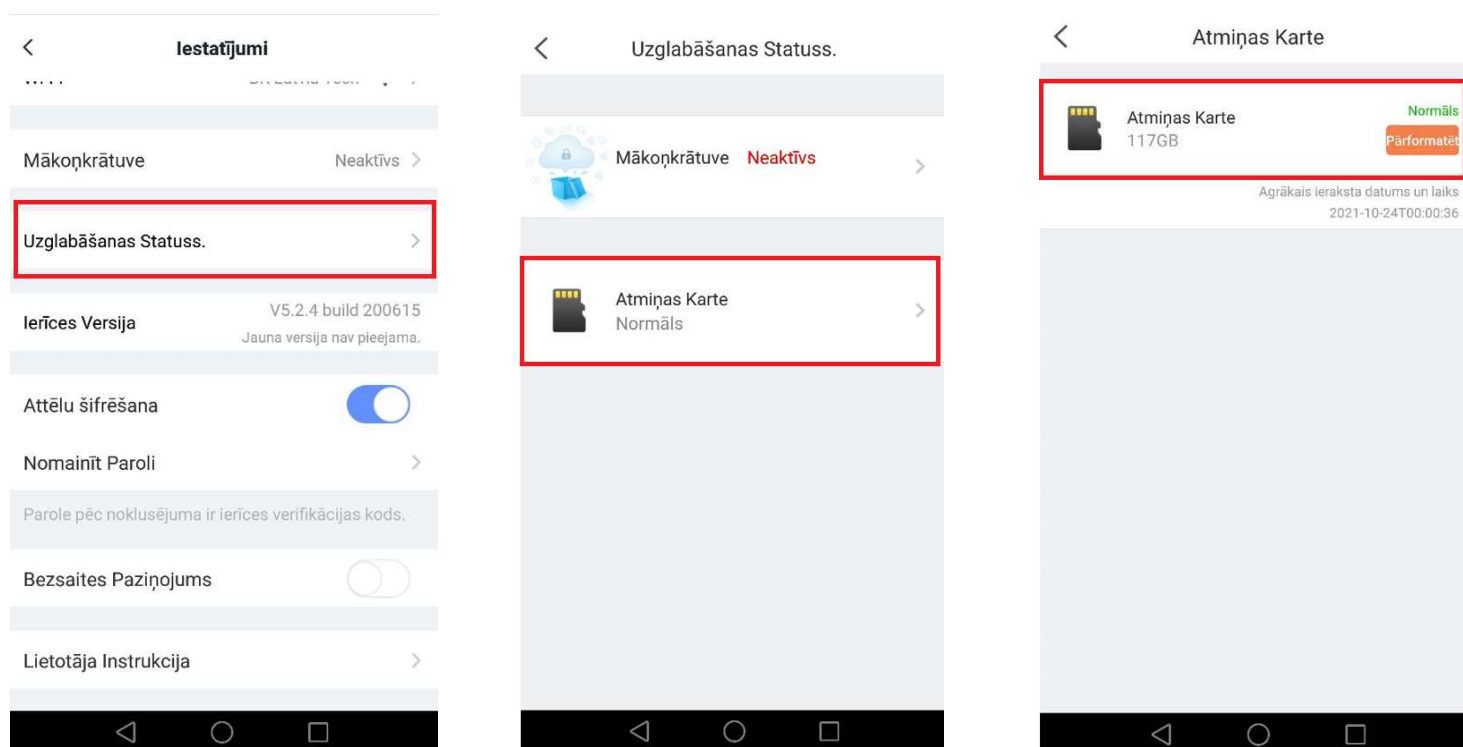 Iestatījumi
Mākoņkrātuve Neaktīvs
Uzglabāšanas Statuss.
Ierīces Versija V5.2.4 build 200615
Jauna versija nav pieejama.
Attēlu šifrēšana
Nomainīt Paroli
Parole pēc noklusējuma ir ierīces verifikācijas kods.
Bezsaites Paziņojums
Lietotāja Instrukcija
Uzglabāšanas Statuss.
Mākoņkrātuve Neaktīvs
Atmiņas Karte
Normāls
Atmiņas Karte
Atmiņas Karte
117GB
Normāls
Pārformatēt
Agrākais ieraksta datums un laiks
2021-10-24T00:00:36